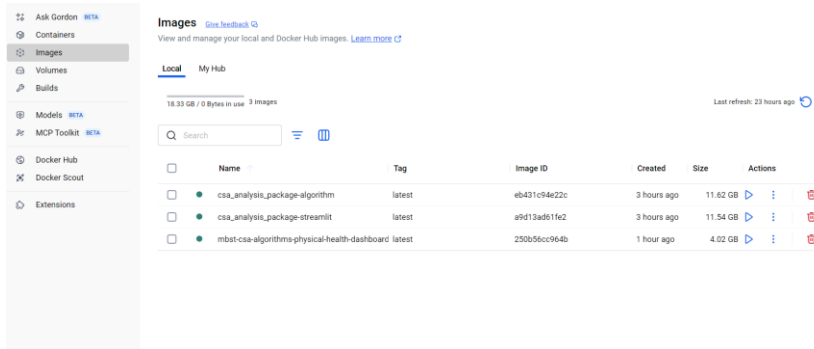 Ask Gordon BETA
Containers
Images
Volumes
Builds
Models BETA
MCP Toolkit BETA
Docker Hub
Docker Scout
Extensions
Images Give feedback
View and manage your local and Docker Hub images. Learn more
Local My Hub
18.33 GB / 0 Bytes in use 3 images
Last refresh: 23 hours ago
Search
Name Tag Image ID Created Size Actions
csa_analysis_package-algorithm latest eb431c94e22c 3 hours ago 11.62 GB
csa_analysis_package-streamlit latest a9d13ad61fe2 3 hours ago 11.54 GB
mbst-csa-algorithms-physical-health-dashboard latest 250b56cc964b 1 hour ago 4.02 GB